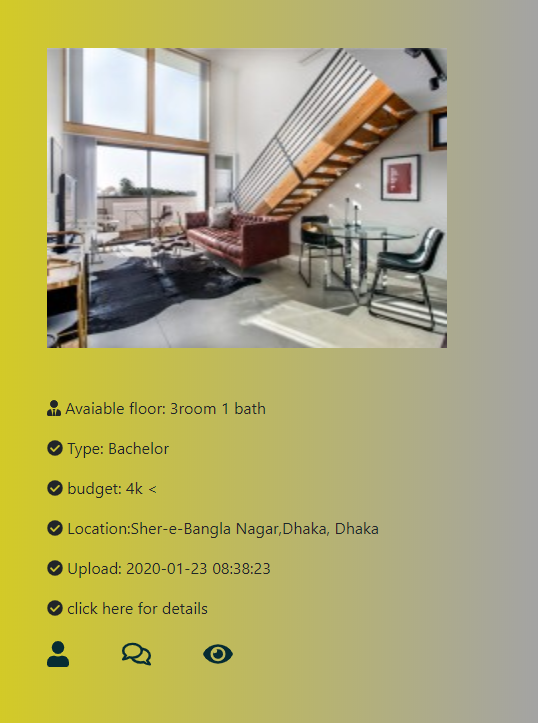 Avaiable floor: 3room 1 bath
Type: Bachelor
budget: 4k <
Location:Sher-e-Bangla Nagar,Dhaka, Dhaka
Upload: 2020-01-23 08:38:23
click here for details